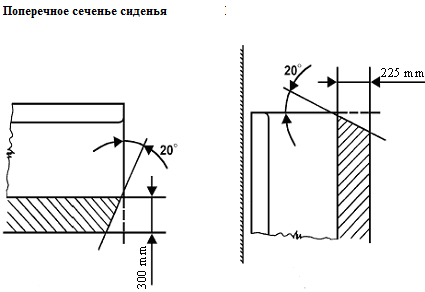 Поперечное сеченье сиденья
:
20°
225 mm
20°
300 mm